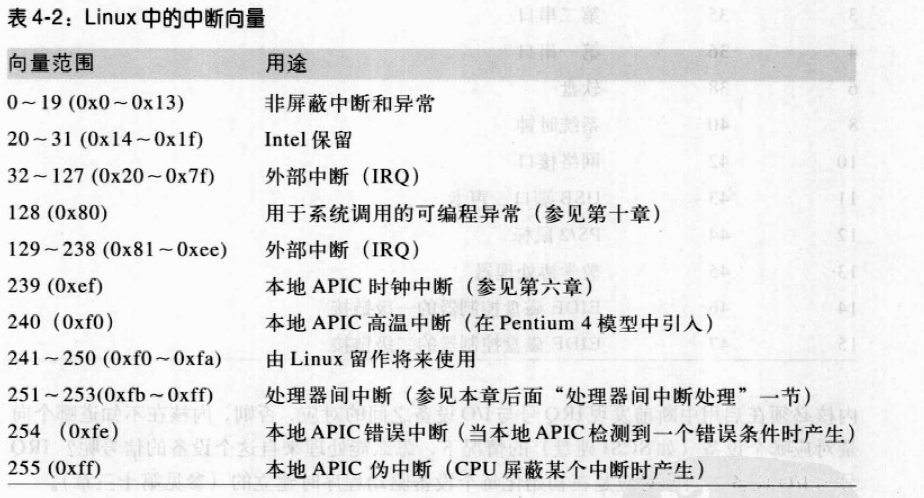 表 4-2：Linux 中的中断向量
向量范围 用途
0~19 (0x0~0x13) 非屏蔽中断和异常
20~31 (0x14~0x1f) Intel 保留
32~127 (0x20~0x7f) 外部中断（IRQ）
128 (0x80) 用于系统调用的可编程异常（参见第十章）
129~238 (0x81~0xee) 外部中断（IRQ）
239 (0xef) 本地 APIC 时钟中断（参见第六章）
240（0xf0） 本地 APIC 高温中断（在 Pentium 4 模型中引入）
241~250 (0xf0~0xfa) 由 Linux 留作将来使用
251~253(0xfb~0xff) 处理器间中断（参见本章后面“处理器间中断处理”一节）
254（0xfe） 本地 APIC 错误中断（当本地 APIC 检测到一个错误条件时产生）
255 (0xff) 本地 APIC 伪中断（CPU 屏蔽某个中断时产生）